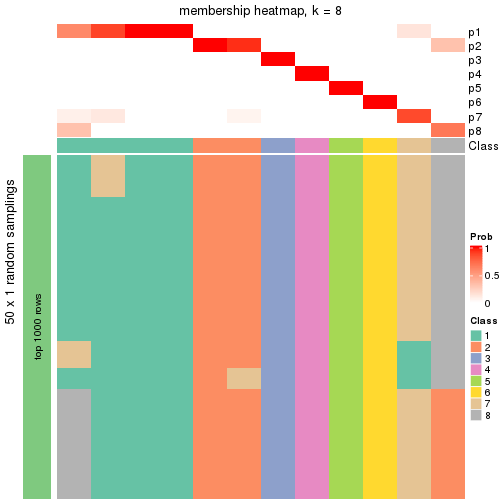 membership heatmap, k = 8
p1
p2
p3
p4
p5
p6
p7
p8
Class
50 x 1 random samplings
top 1000 rows
Prob
1
0.5
0
Class
1
2
3
4
5
6
7
8